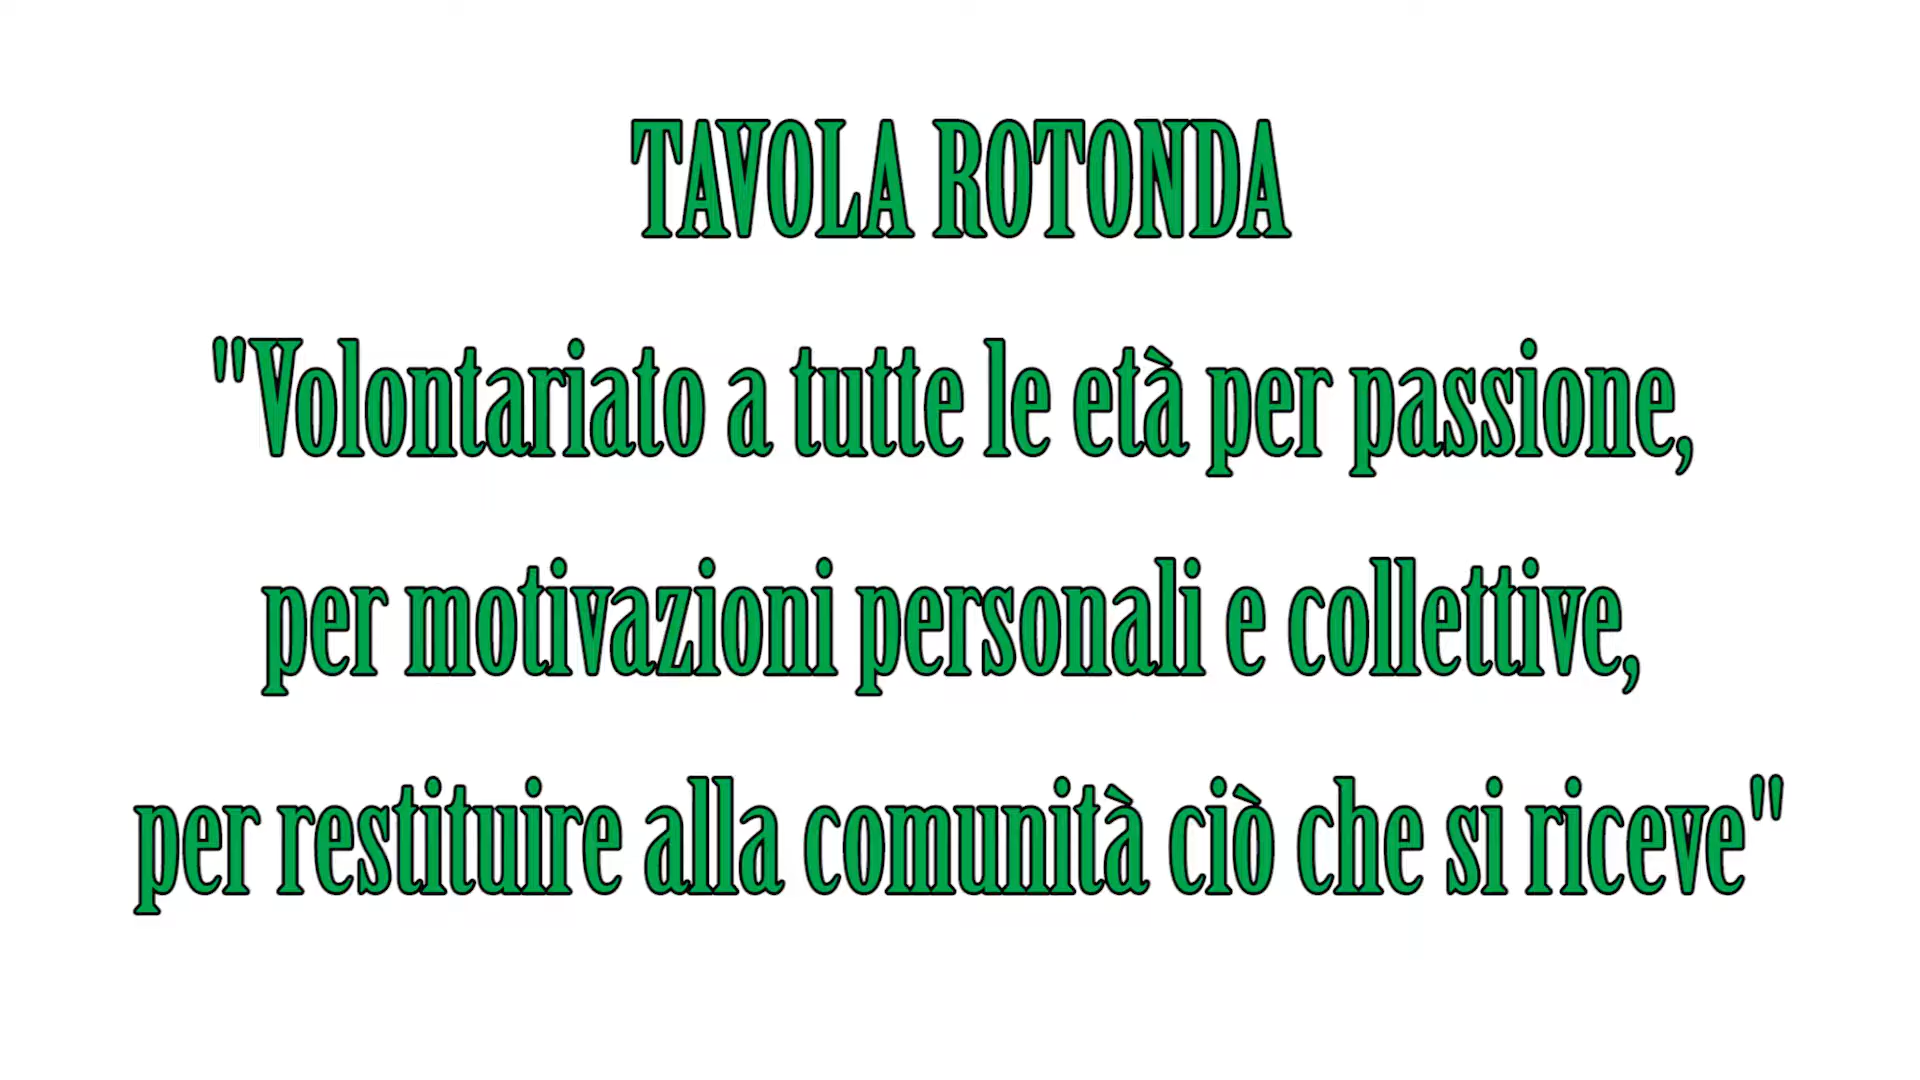 TAVOLA ROTONDA
"Volontariato a tutte le età per passione,
per motivazioni personali e collettive,
per restituire alla comunità ciò che si riceve"